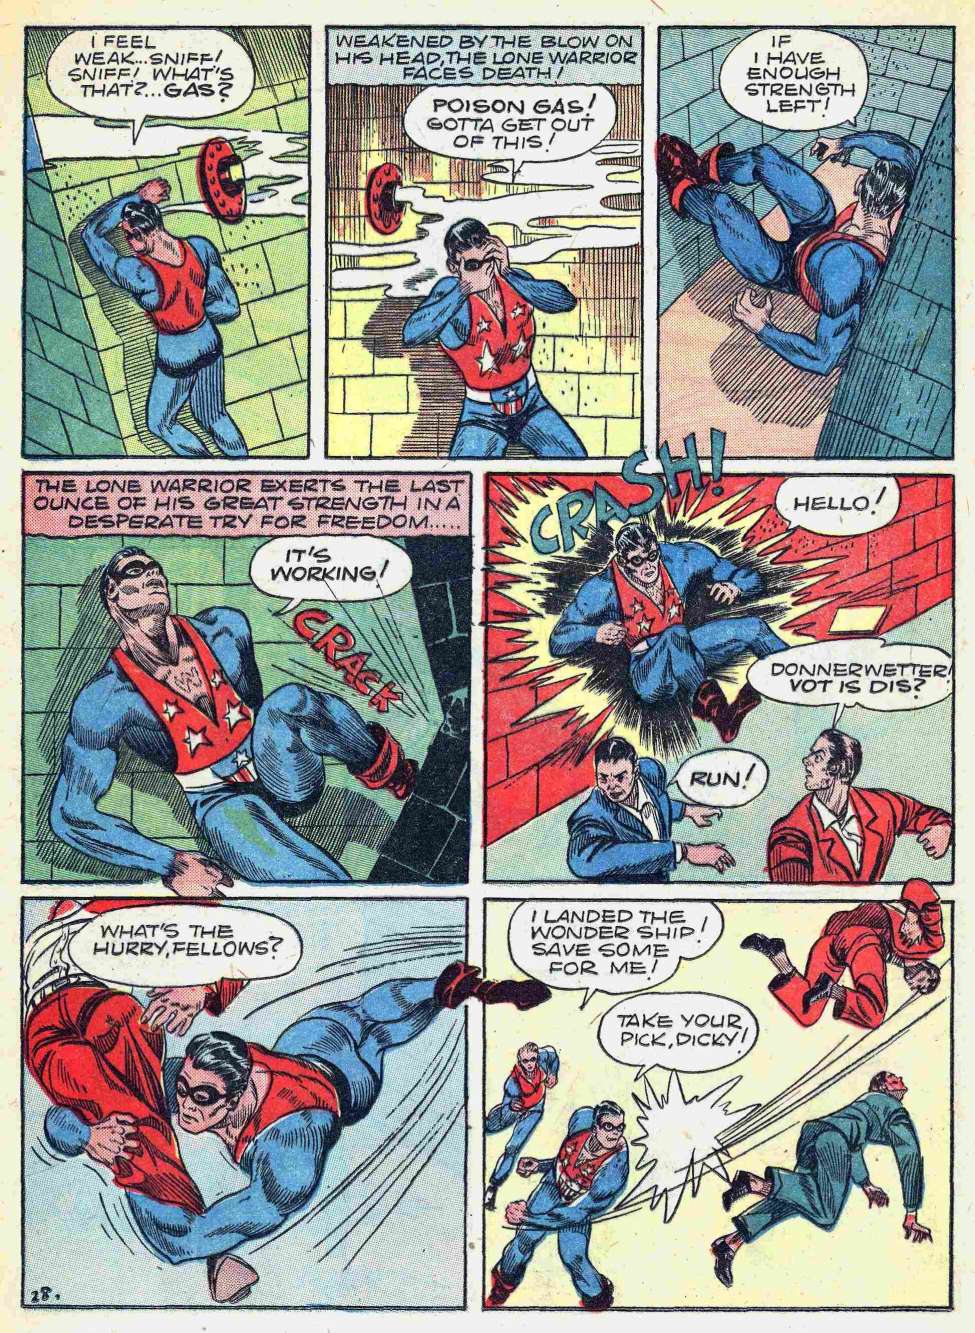 I FEEL
WEAK...SNIFF!
SNIFF! WHAT'S
THAT?...GAS?
WEAKENED BY THE BLOW ON
HIS HEAD, THE LONE WARRIOR
FACES DEATH!
POISON GAS!
GOTTA GET OUT
OF THIS!
IF
I HAVE
ENOUGH
STRENGTH
LEFT!
THE LONE WARRIOR EXERTS THE LAST
OUNCE OF HIS GREAT STRENGTH IN A
DESPERATE TRY FOR FREEDOM.....
IT'S
WORKING!
CRACK
CRASH!
HELLO!
DONNERWETTER!
VOT IS DIS?
RUN!
WHAT'S THE
HURRY, FELLOWS?
I LANDED THE
WONDER SHIP!
SAVE SOME
FOR ME!
TAKE YOUR
PICK, DICKY!
28.